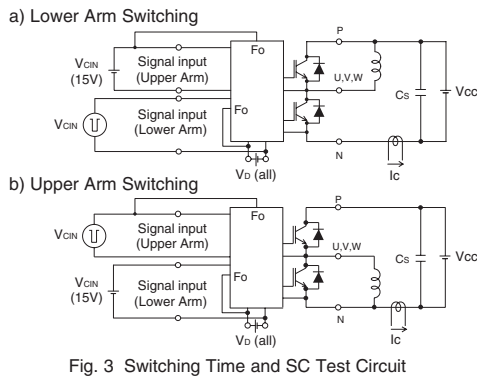 a) Lower Arm Switching
P
Fo
VCIN
(15V)
Signal input
(Upper Arm)
U,V,W
CS
VCC
VCIN
Signal input
(Lower Arm)
Fo
VD (all)
N
Ic
b) Upper Arm Switching
P
Fo
VCIN
Signal input
(Upper Arm)
U,V,W
CS
VCC
VCIN
(15V)
Signal input
(Lower Arm)
Fo
VD (all)
N
Ic
Fig. 3 Switching Time and SC Test Circuit